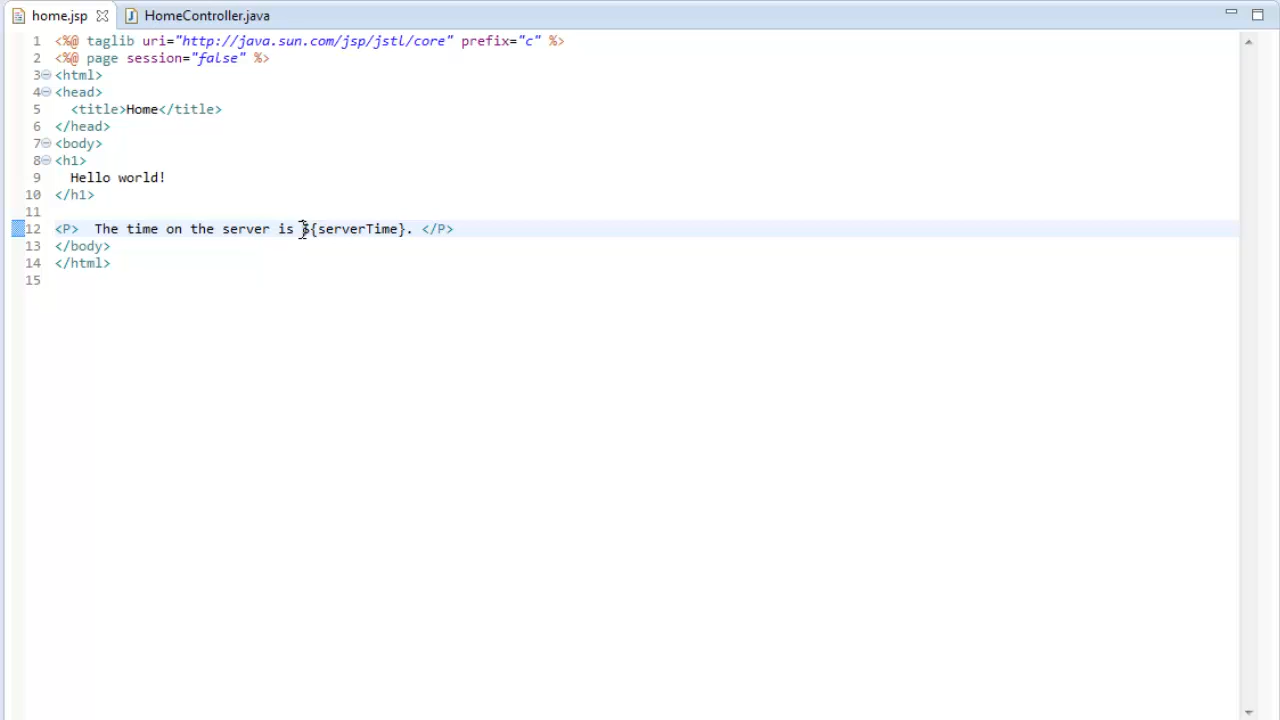 home.jsp
HomeController.java
1 <%@ taglib uri="http://java.sun.com/jsp/jstl/core" prefix="c" %>
2 <%@ page session="false" %>
3 <html>
4 <head>
5 <title>Home</title>
6 </head>
7 <body>
8 <h1>
9 Hello world!
10 </h1>
11
12 <P>  The time on the server is ${serverTime}. </P>
13 </body>
14 </html>
15